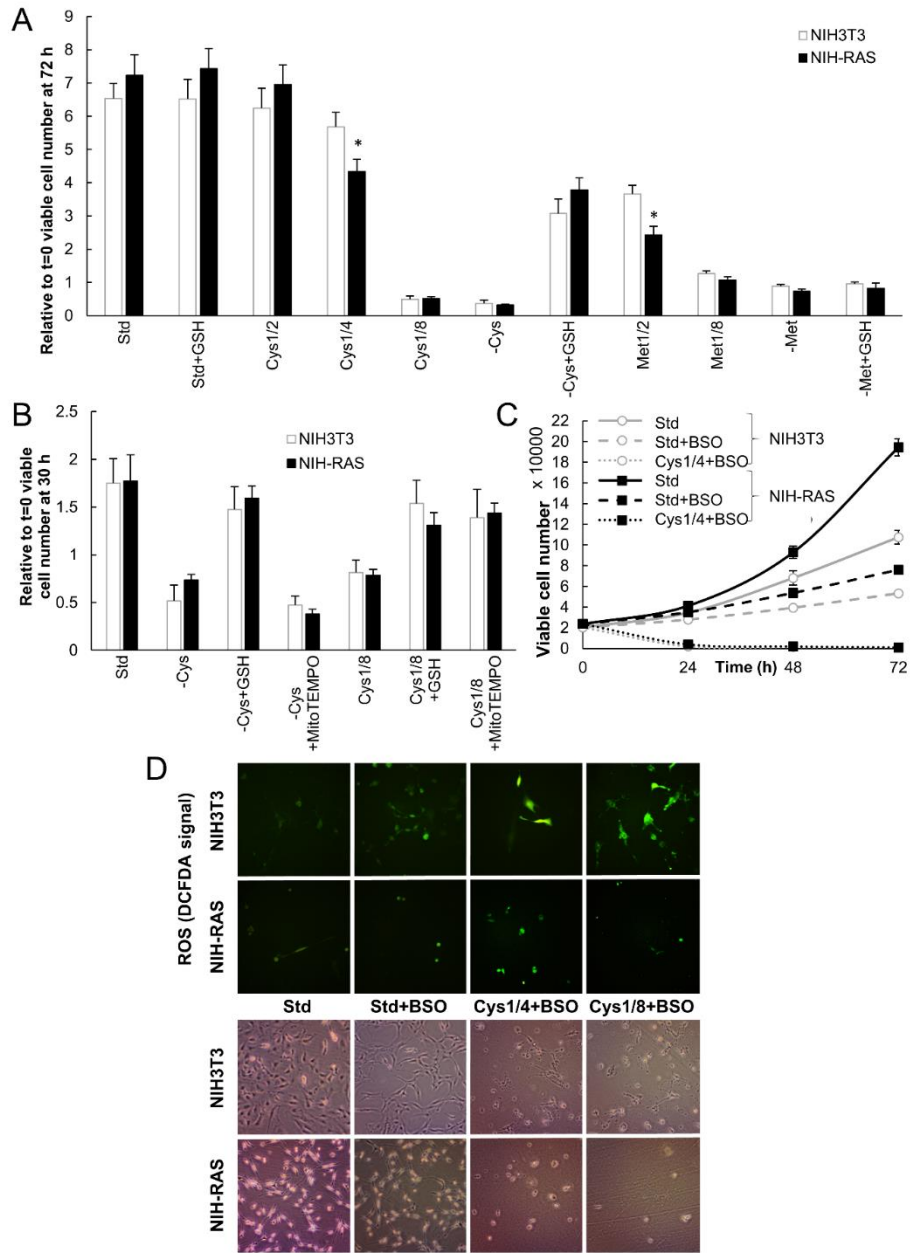 A
Relative to t=0 viable cell number at 72 h
9
8
7
6
5
4
3
2
1
0
NIH3T3
NIH-RAS
*
*
Std
Std+GSH
Cys1/2
Cys1/4
Cys1/8
-Cys
-Cys+GSH
Met1/2
Met1/8
-Met
-Met+GSH
B
Relative to t=0 viable
cell number at 30 h
2.5
2
1.5
1
0.5
0
NIH3T3
NIH-RAS
Std
-Cys
-Cys+GSH
-Cys
+MitoTEMPO
Cys1/8
Cys1/8
+GSH
Cys1/8
+MitoTEMPO
C
Viable cell number x 10000
22
20
18
16
14
12
10
8
6
4
2
0
Std
Std+BSO
Cys1/4+BSO
NIH3T3
Std
Std+BSO
Cys1/4+BSO
NIH-RAS
0
24
Time (h)
48
72
D
ROS (DCFDA signal)
NIH3T3
NIH-RAS
Std
Std+BSO
Cys1/4+BSO
Cys1/8+BSO
NIH3T3
NIH-RAS